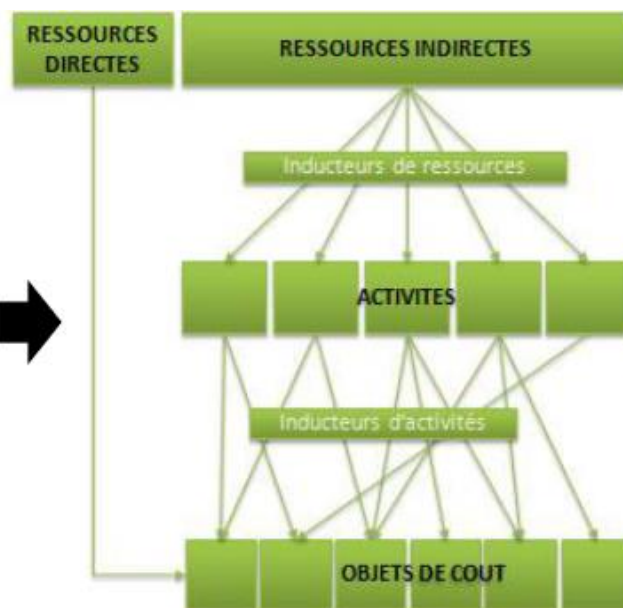 RESSOURCES
DIRECTES
RESSOURCES INDIRECTES
Inducteurs de ressources
ACTIVITES
Inducteurs d'activités
OBJETS DE COUT